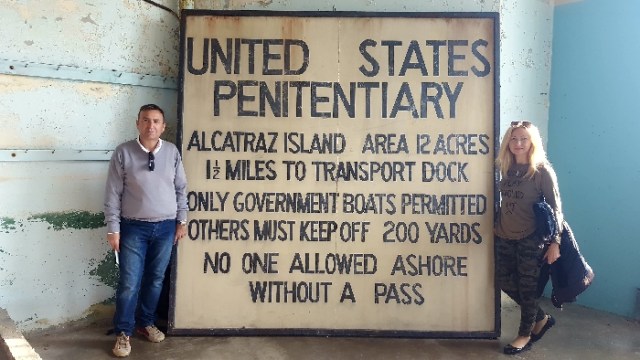 UNITED STATES
PENITENTIARY
ALCATRAZ ISLAND AREA 12 ACRES
1½ MILES TO TRANSPORT DOCK
ONLY GOVERNMENT BOATS PERMITTED
OTHERS MUST KEEP OFF 200 YARDS
NO ONE ALLOWED ASHORE
WITHOUT A PASS